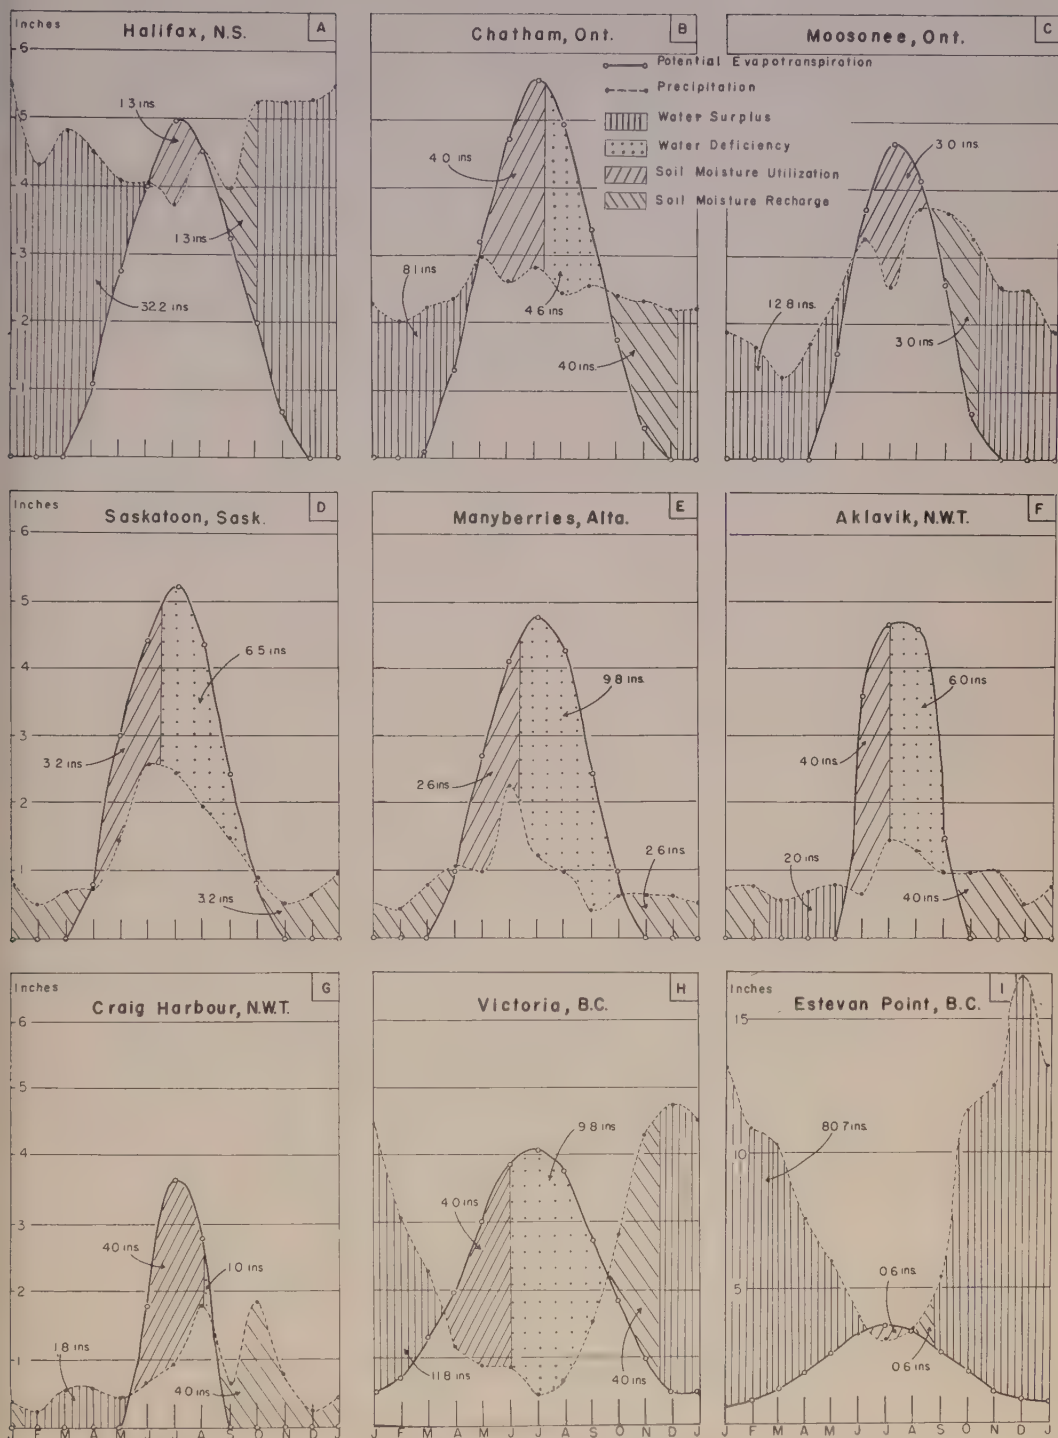 Inches
Halifax, N.S.
A
6
5
4
3
2
1
1.3 ins.
1.3 ins.
32.2 ins
Chatham, Ont.
B
4.0 ins
8.1 ins
4.6 ins
4.0 ins.
Moosonee, Ont.
C
Potential Evapotranspiration
Precipitation
Water Surplus
Water Deficiency
Soil Moisture Utilization
Soil Moisture Recharge
3.0 ins.
12.8 ins.
3.0 ins
Inches
Saskatoon, Sask.
D
6
5
4
3
2
1
6.5 ins
3.2 ins
3.2 ins
Manyberries, Alta.
E
9.8 ins.
2.6 ins
2.6 ins
Aklavik, N.W.T.
F
6.0 ins
4.0 ins.
2.0 ins
4.0 ins
Inches
Craig Harbour, N.W.T.
G
6
5
4
3
2
1
4.0 ins.
1.0 ins
1.8 ins
4.0 ins
J F M A M J J A S O N D J
Victoria, B.C.
H
9.8 ins
4.0 ins
11.8 ins
4.0 ins
J F M A M J J A S O N D J
Inches
Estevan Point, B.C.
I
15
10
5
80.7 ins.
0.6 ins.
0.6 ins
J F M A M J J A S O N D J